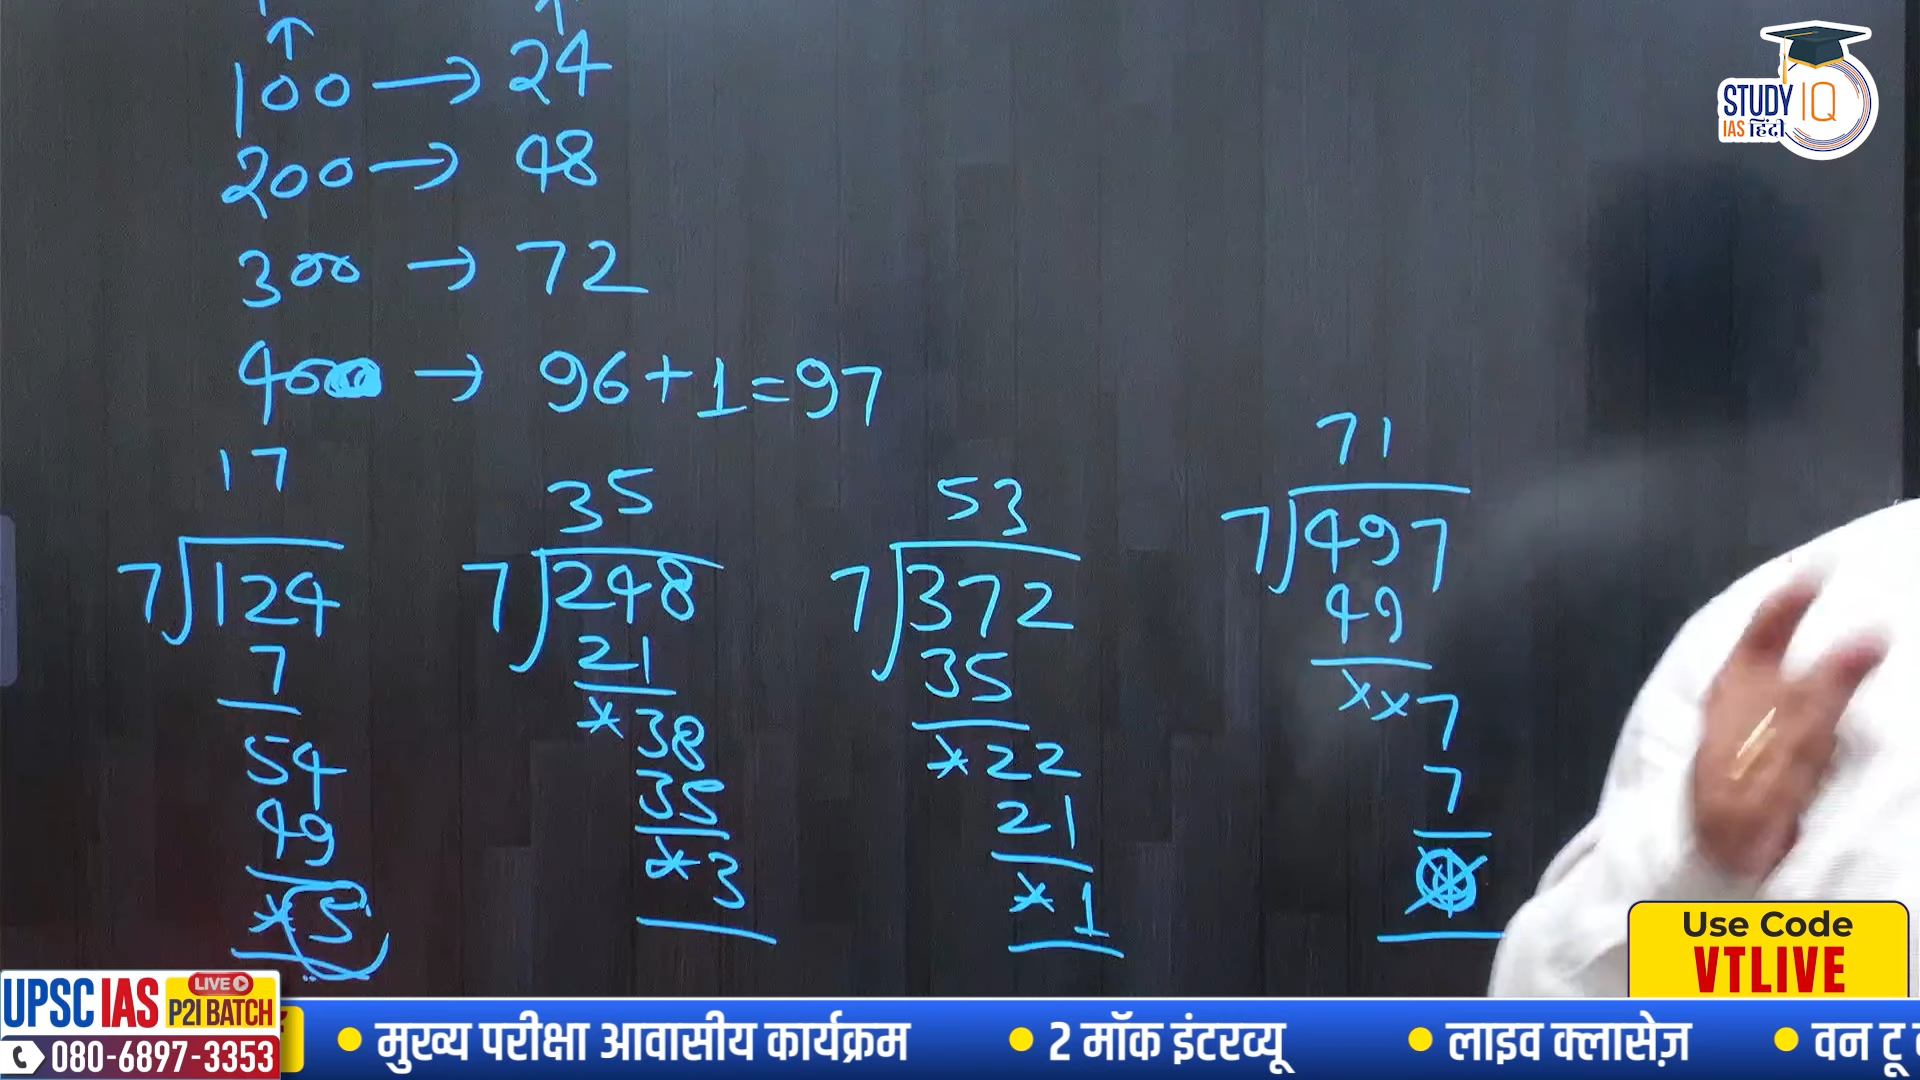 100 → 24
200 → 48
300 → 72
400 → 96+1=97
17
7)124
7
54
49
×5
35
7)248
21
×38
35
×3
53
7)372
35
×22
21
×1
71
7)497
49
××7
7
STUDY IQ
IAS हिंदी
Use Code
VTLIVE
UPSC IAS LIVE P2I BATCH
080-6897-3353
मुख्य परीक्षा आवासीय कार्यक्रम • 2 मॉक इंटरव्यू • लाइव क्लासेज़ • वन टू